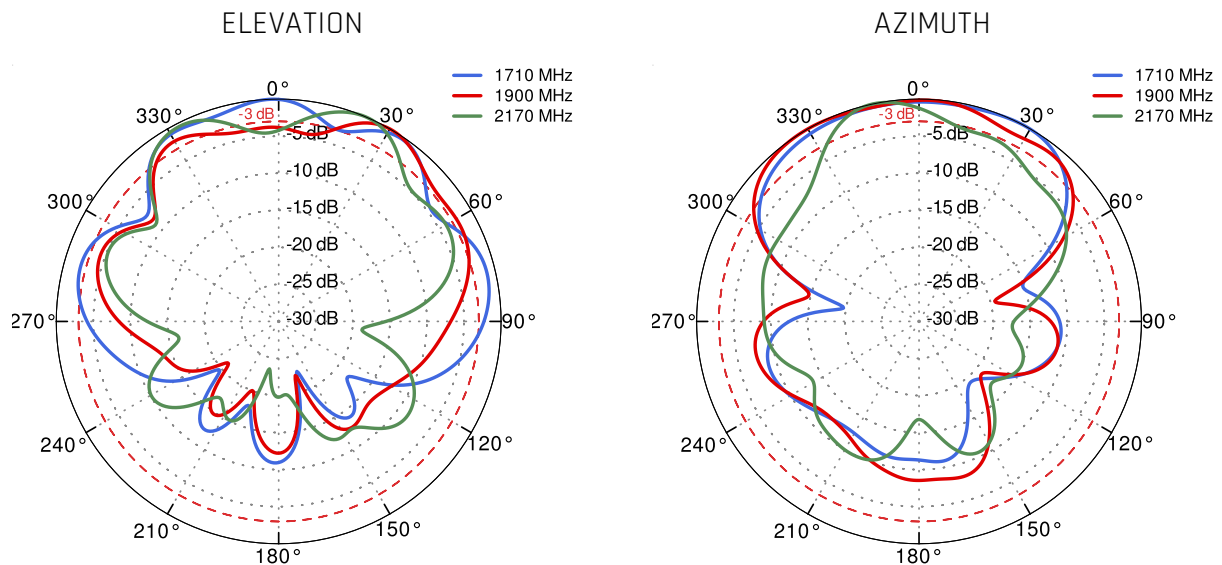 ELEVATION
1710 MHz
1900 MHz
2170 MHz
0°
330°
30°
-3 dB
-5 dB
-10 dB
300°
60°
-15 dB
-20 dB
-25 dB
270°
-30 dB
90°
240°
120°
210°
150°
180°
AZIMUTH
1710 MHz
1900 MHz
2170 MHz
0°
330°
30°
-3 dB
-5 dB
-10 dB
300°
60°
-15 dB
-20 dB
-25 dB
270°
-30 dB
90°
240°
120°
210°
150°
180°